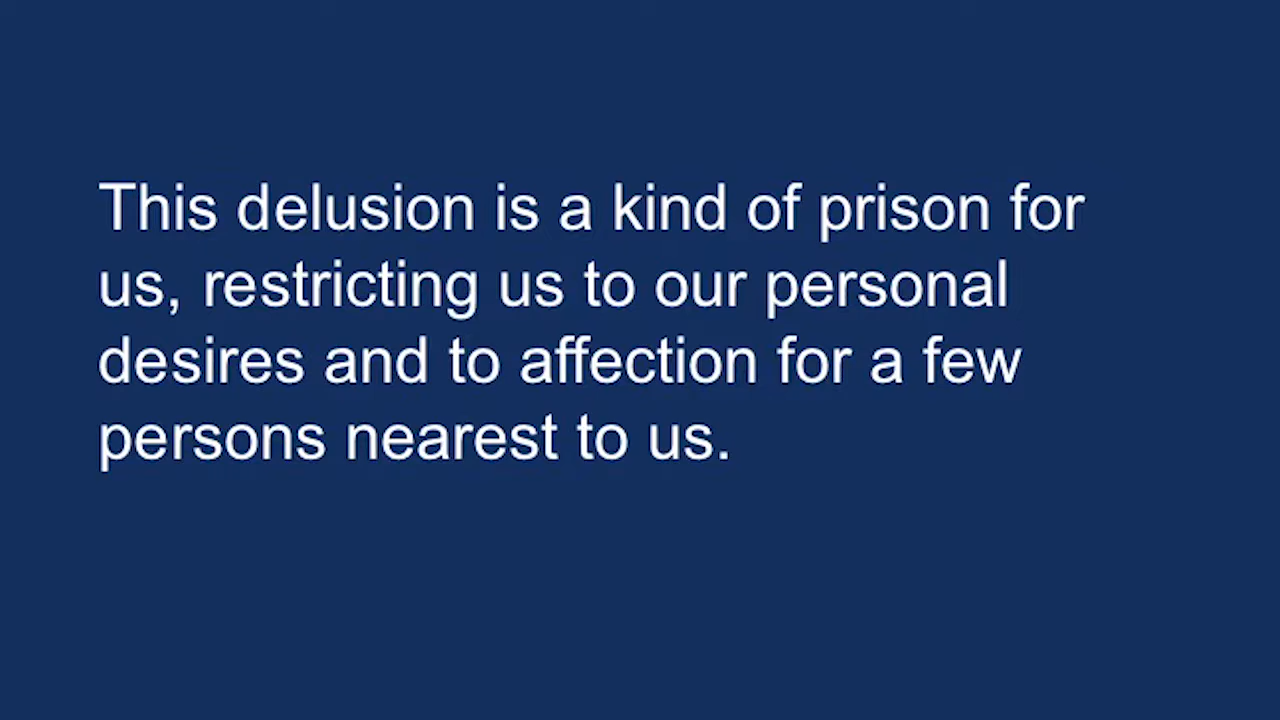 This delusion is a kind of prison for
us, restricting us to our personal
desires and to affection for a few
persons nearest to us.